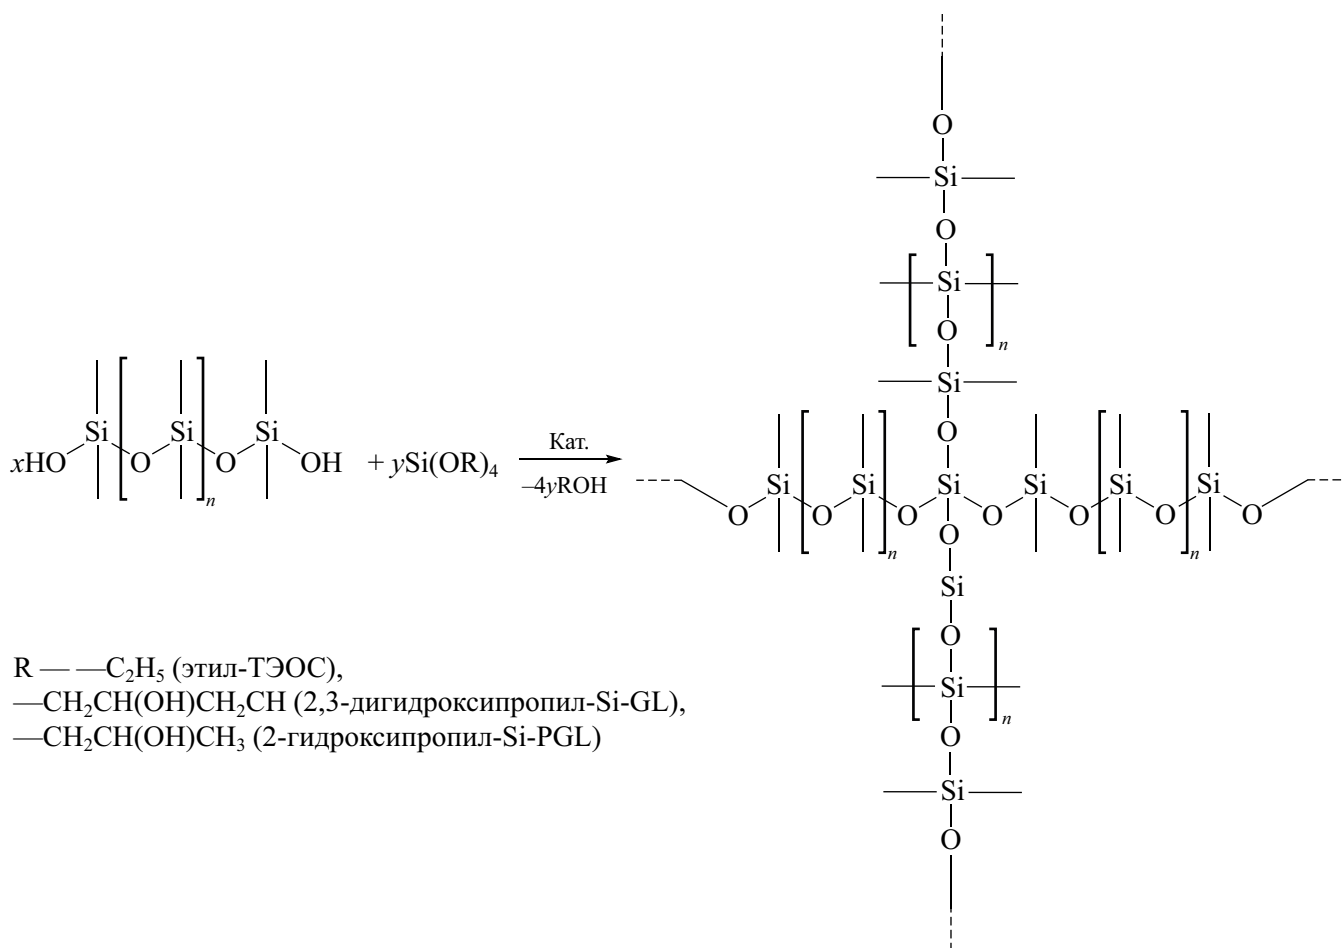 O
Si
O
Si
n
O
Si
O
Si
Si
Si
xHO
O
O
OH
n
+ ySi(OR)₄
Кат.
–4yROH
Si
Si
Si
Si
Si
Si
O
O
O
O
O
O
O
n
n
O
Si
O
Si
n
O
Si
O
R — —C₂H₅ (этил-ТЭОС),
—CH₂CH(OH)CH₂CH (2,3-дигидроксипропил-Si-GL),
—CH₂CH(OH)CH₃ (2-гидроксипропил-Si-PGL)